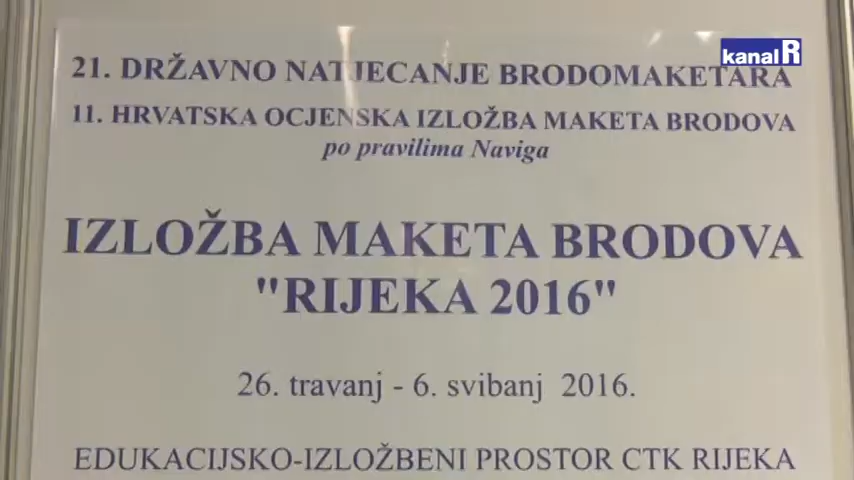 kanal R
21. DRŽAVNO NATJECANJE BRODOMAKETARA
11. HRVATSKA OCJENSKA IZLOŽBA MAKETA BRODOVA
po pravilima Naviga
IZLOŽBA MAKETA BRODOVA
"RIJEKA 2016"
26. travanj - 6. svibanj 2016.
EDUKACIJSKO-IZLOŽBENI PROSTOR CTK RIJEKA